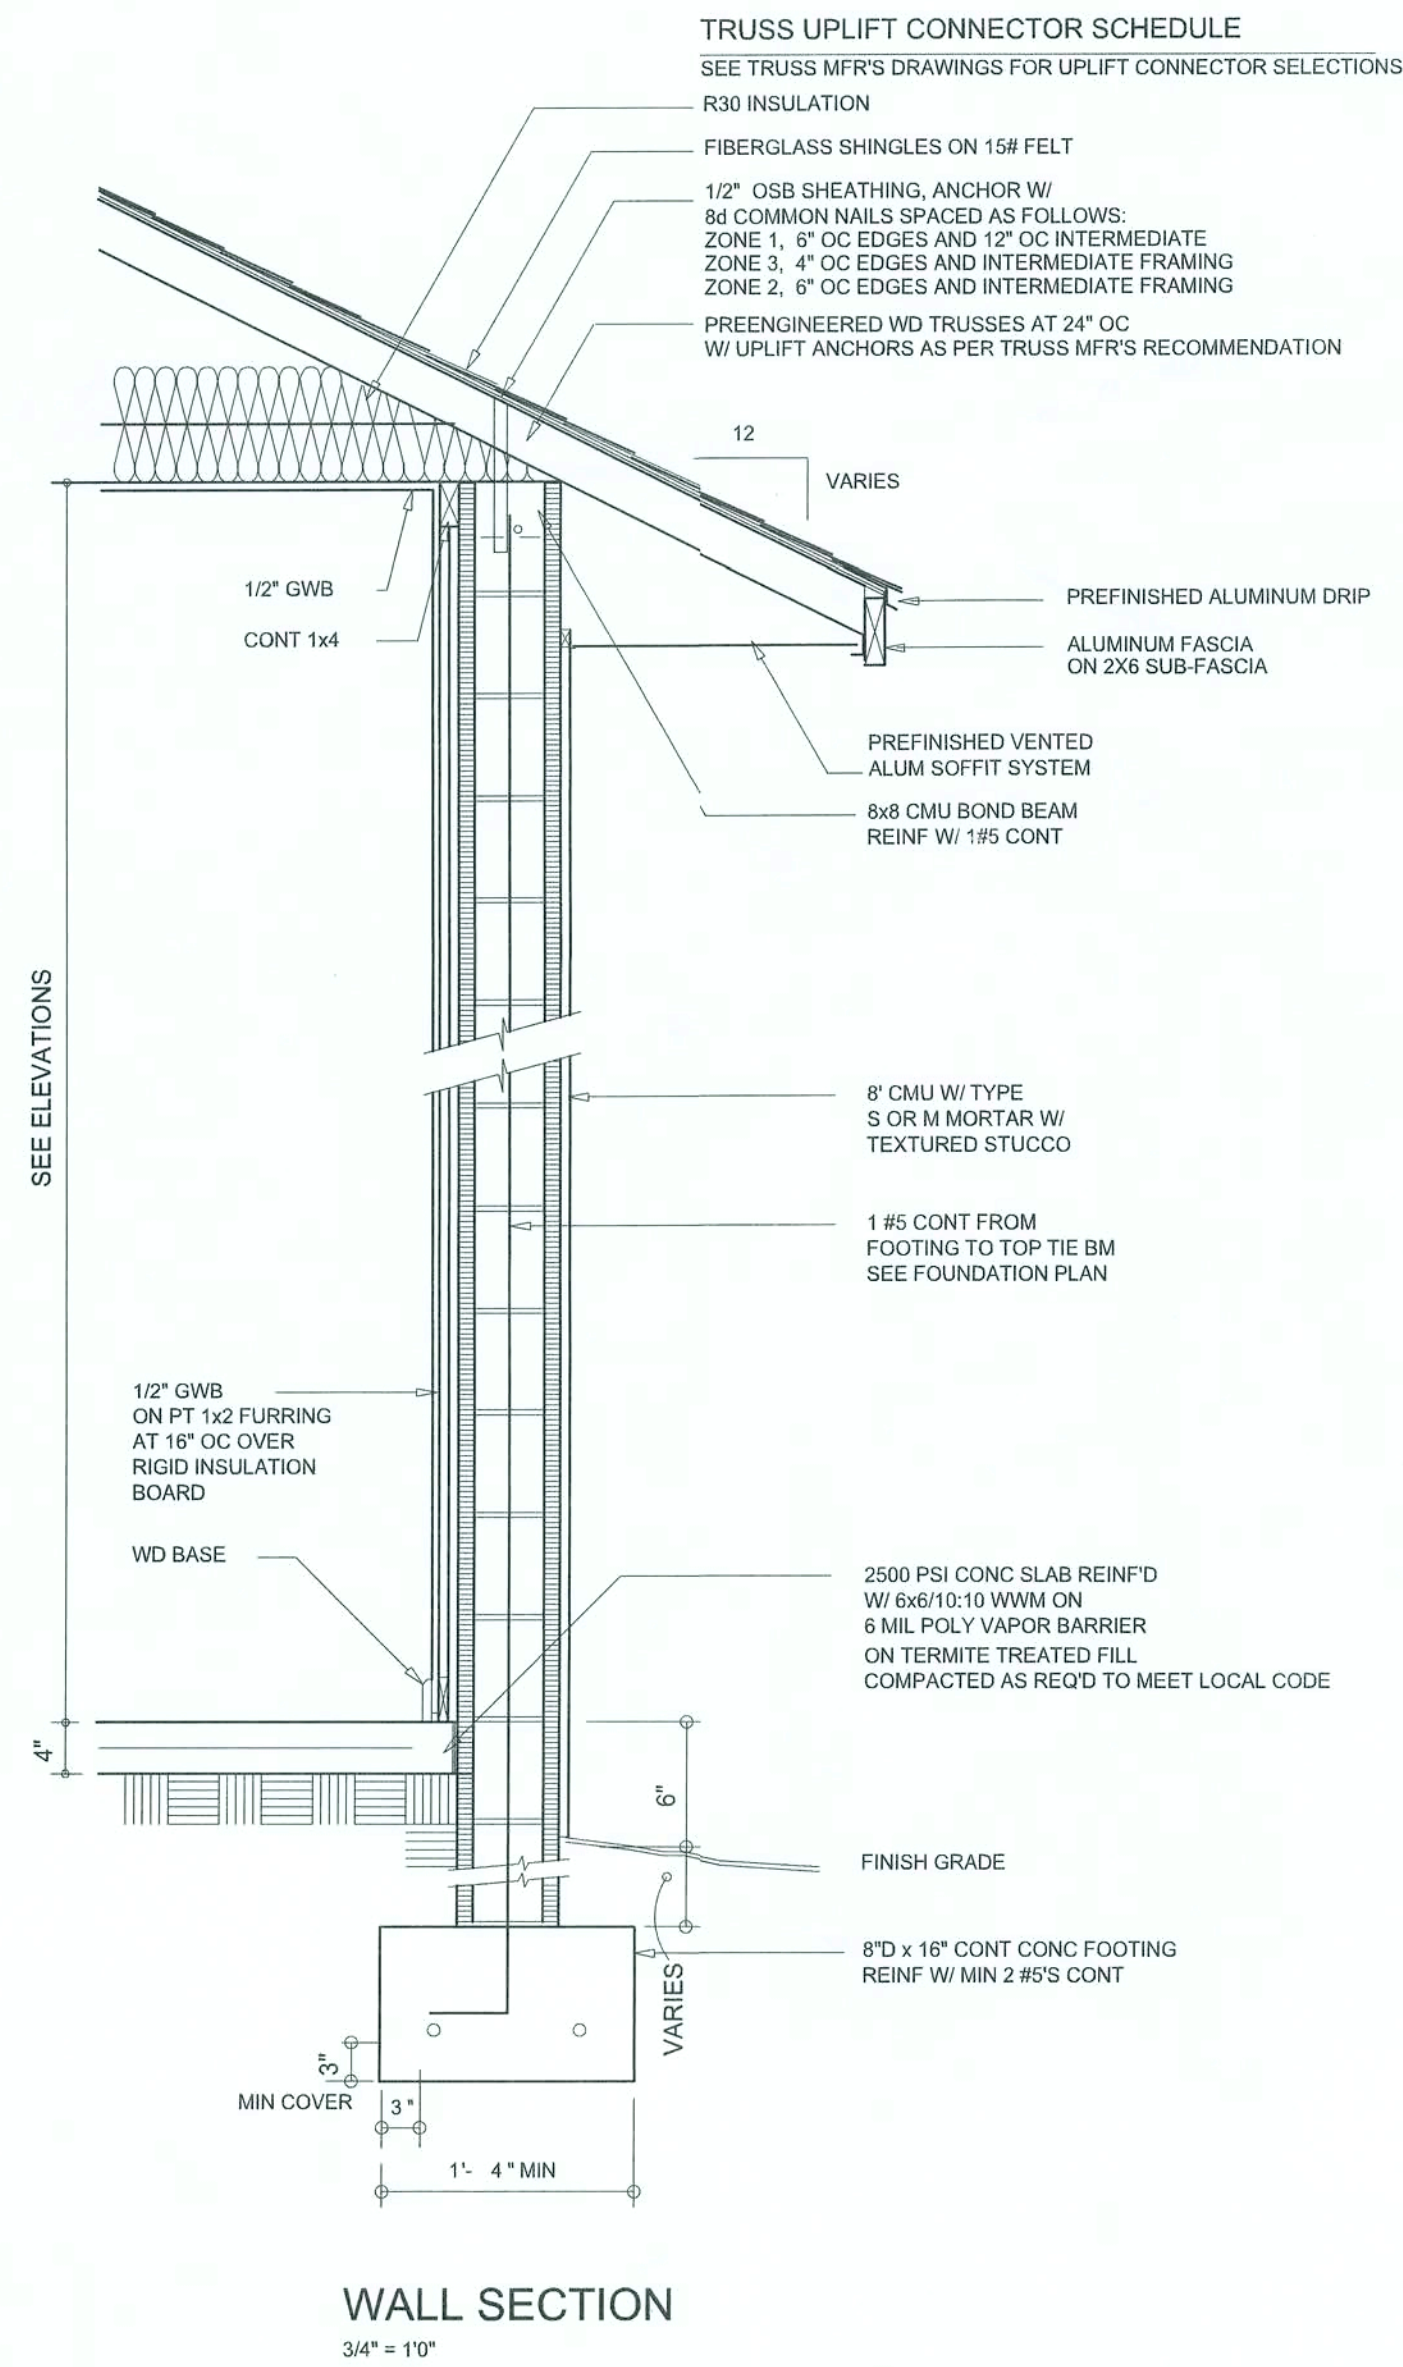 TRUSS UPLIFT CONNECTOR SCHEDULE
SEE TRUSS MFR'S DRAWINGS FOR UPLIFT CONNECTOR SELECTIONS
R30 INSULATION
FIBERGLASS SHINGLES ON 15# FELT
1/2" OSB SHEATHING, ANCHOR W/
8d COMMON NAILS SPACED AS FOLLOWS:
ZONE 1, 6" OC EDGES AND 12" OC INTERMEDIATE
ZONE 3, 4" OC EDGES AND INTERMEDIATE FRAMING
ZONE 2, 6" OC EDGES AND INTERMEDIATE FRAMING
PREENGINEERED WD TRUSSES AT 24" OC
W/ UPLIFT ANCHORS AS PER TRUSS MFR'S RECOMMENDATION
12
VARIES
1/2" GWB
CONT 1x4
PREFINISHED ALUMINUM DRIP
ALUMINUM FASCIA
ON 2X6 SUB-FASCIA
PREFINISHED VENTED
ALUM SOFFIT SYSTEM
8x8 CMU BOND BEAM
REINF W/ 1#5 CONT
SEE ELEVATIONS
8' CMU W/ TYPE
S OR M MORTAR W/
TEXTURED STUCCO
1 #5 CONT FROM
FOOTING TO TOP TIE BM
SEE FOUNDATION PLAN
1/2" GWB
ON PT 1x2 FURRING
AT 16" OC OVER
RIGID INSULATION
BOARD
WD BASE
2500 PSI CONC SLAB REINF'D
W/ 6x6/10:10 WWM ON
6 MIL POLY VAPOR BARRIER
ON TERMITE TREATED FILL
COMPACTED AS REQ'D TO MEET LOCAL CODE
4"
6"
FINISH GRADE
8"D x 16" CONT CONC FOOTING
REINF W/ MIN 2 #5'S CONT
VARIES
3"
MIN COVER
3 "
1'- 4 " MIN
WALL SECTION
3/4" = 1'0"